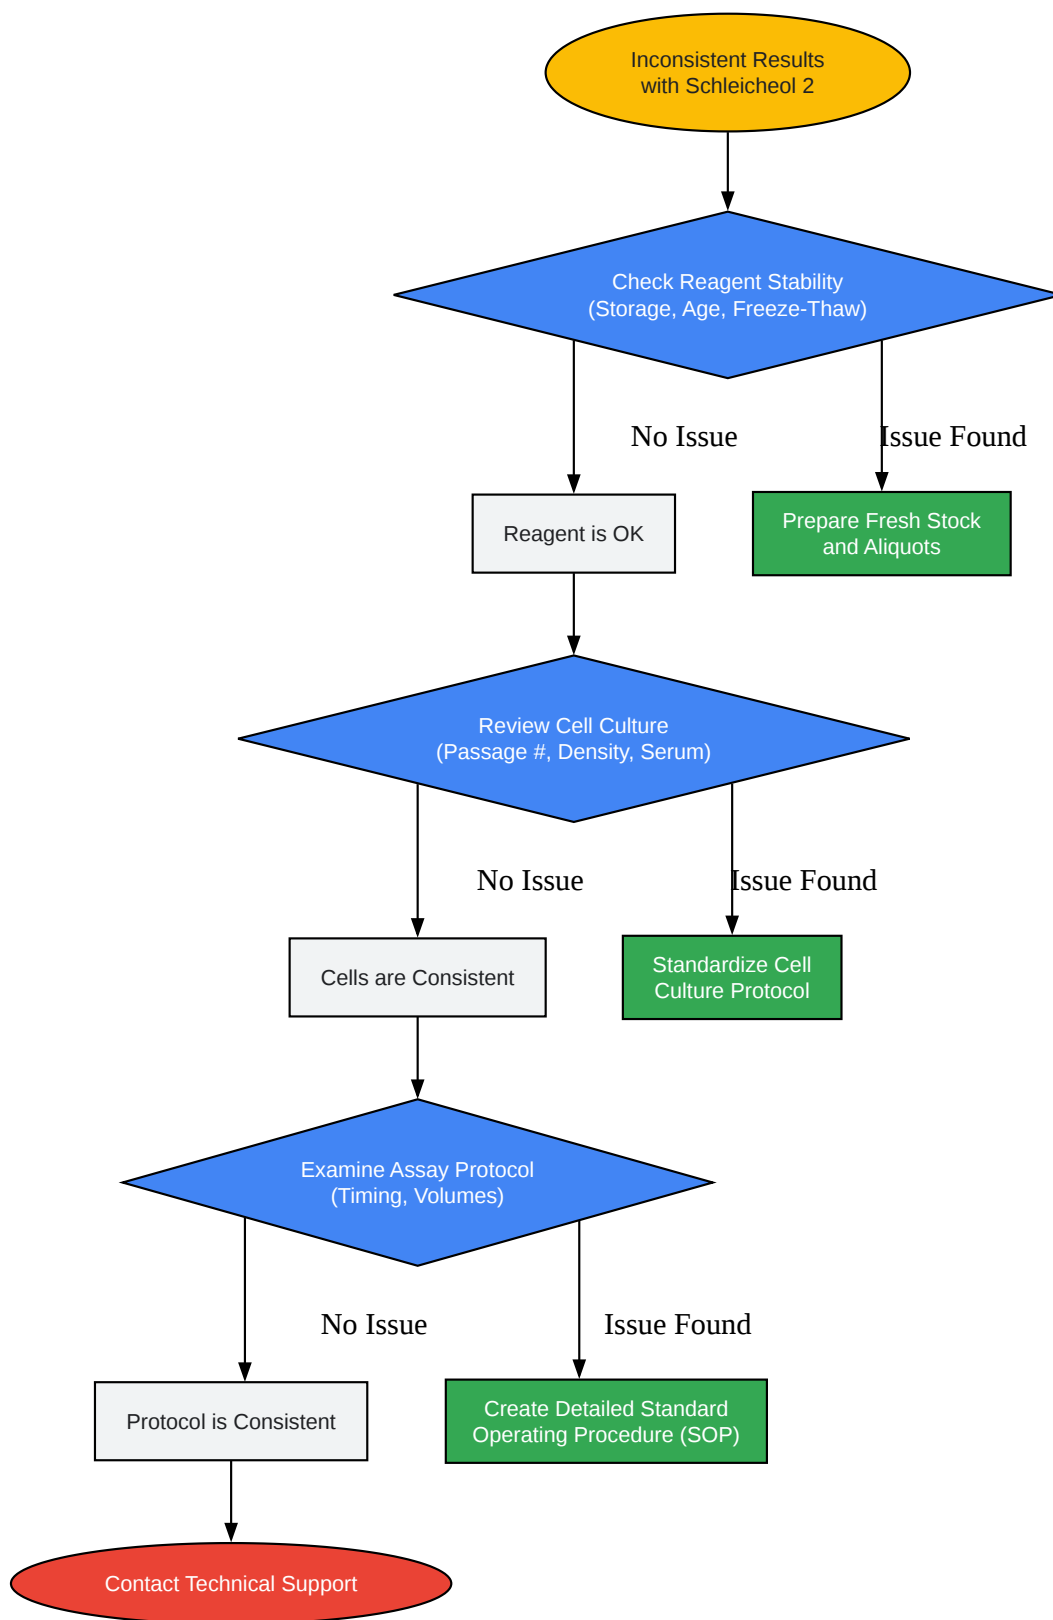 Inconsistent Results
with Schleicheol 2
Check Reagent Stability
(Storage, Age, Freeze-Thaw)
No Issue
Issue Found
Reagent is OK
Prepare Fresh Stock
and Aliquots
Review Cell Culture
(Passage #, Density, Serum)
No Issue
Issue Found
Cells are Consistent
Standardize Cell
Culture Protocol
Examine Assay Protocol
(Timing, Volumes)
No Issue
Issue Found
Protocol is Consistent
Create Detailed Standard
Operating Procedure (SOP)
Contact Technical Support